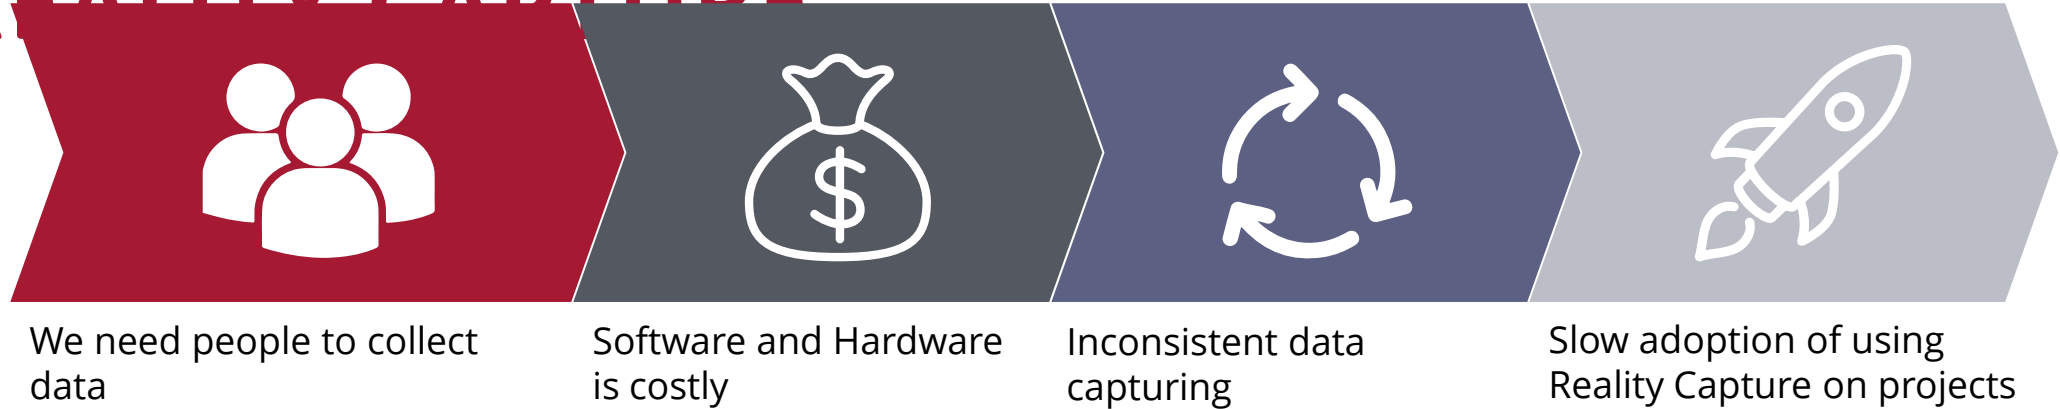 We need people to collect
data
Software and Hardware
is costly
Inconsistent data
capturing
Slow adoption of using
Reality Capture on projects
$